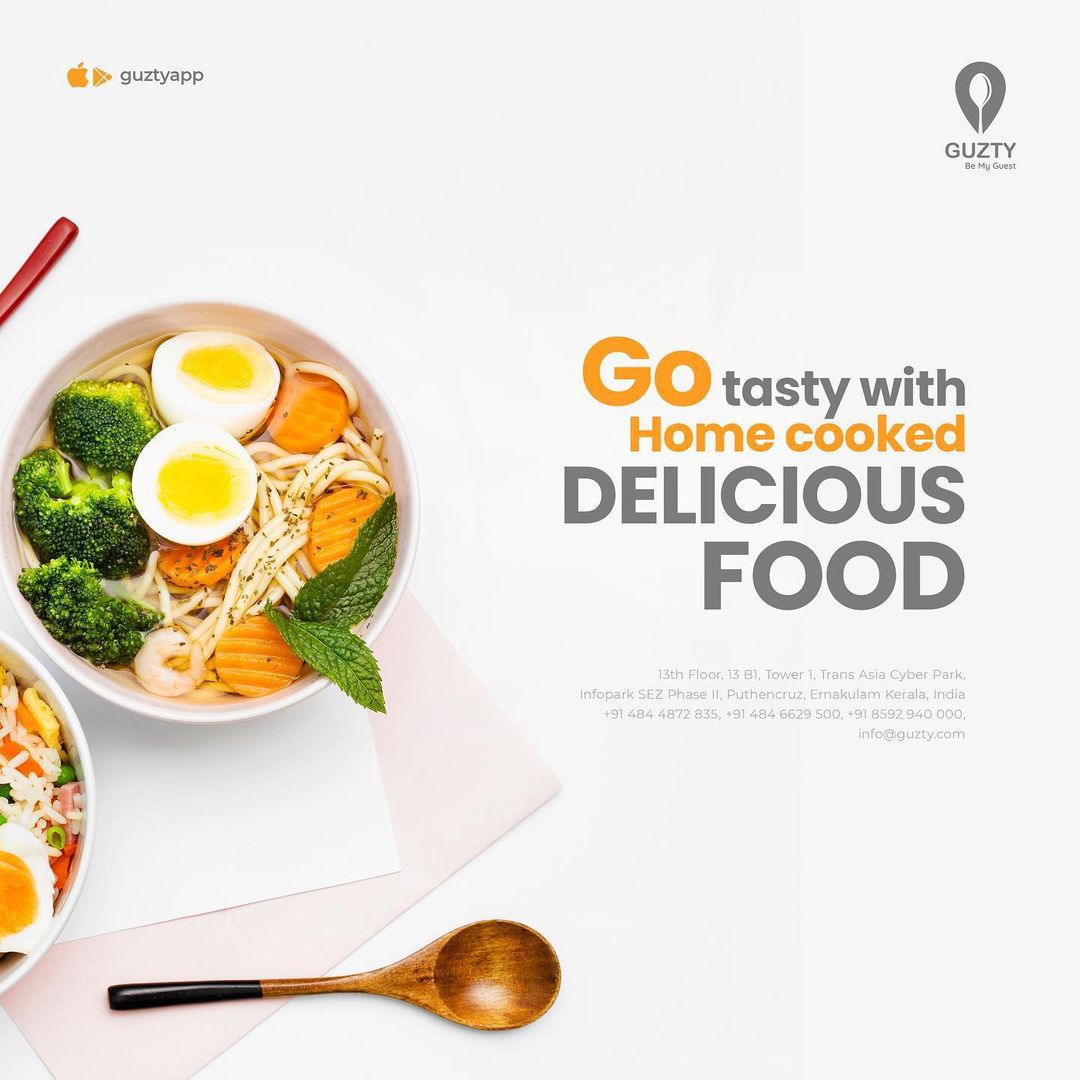 guztyapp
GUZTY
Be My Guest
Go tasty with
Home cooked
DELICIOUS
FOOD
13th Floor, 13 B1, Tower 1, Trans Asia Cyber Park,
Infopark SEZ Phase II, Puthencruz, Ernakulam Kerala, India
+91 484 4872 835, +91 484 6629 500, +91 8592 940 000,
info@guzty.com